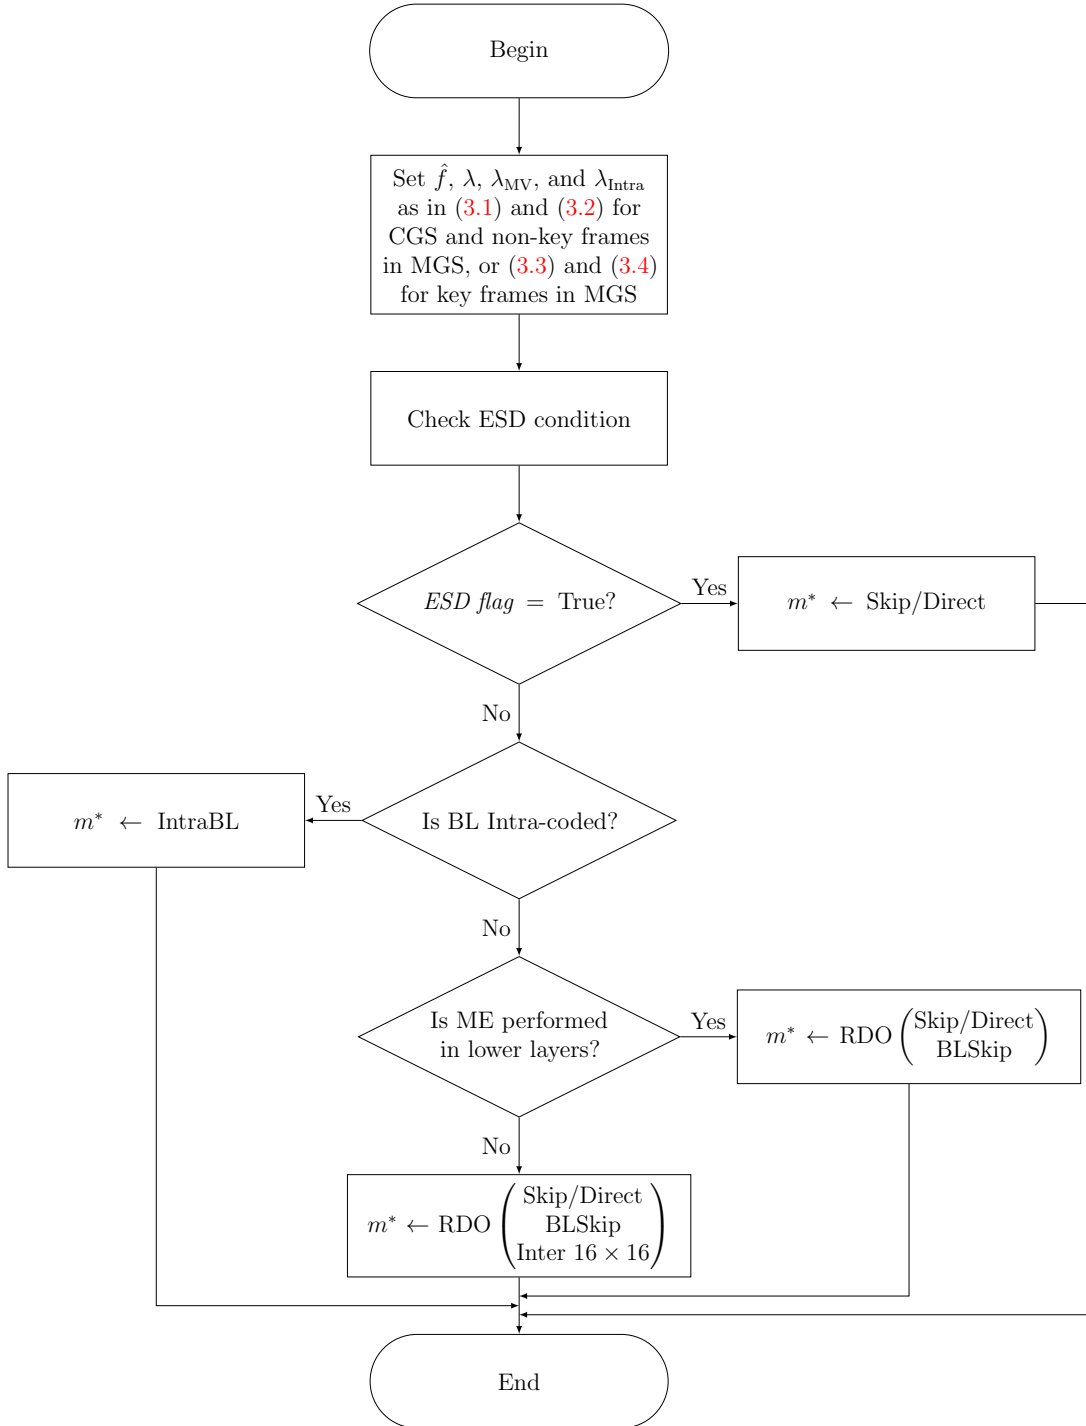 Begin
Set f̂, λ, λ_MV, and λ_Intra
as in (3.1) and (3.2) for
CGS and non-key frames
in MGS, or (3.3) and (3.4)
for key frames in MGS
Check ESD condition
ESD flag = True?
Yes
m* ← Skip/Direct
No
m* ← IntraBL
Yes
Is BL Intra-coded?
No
Is ME performed
in lower layers?
Yes
m* ← RDO (Skip/Direct
BLSkip)
No
m* ← RDO (Skip/Direct
BLSkip
Inter 16 × 16)
End